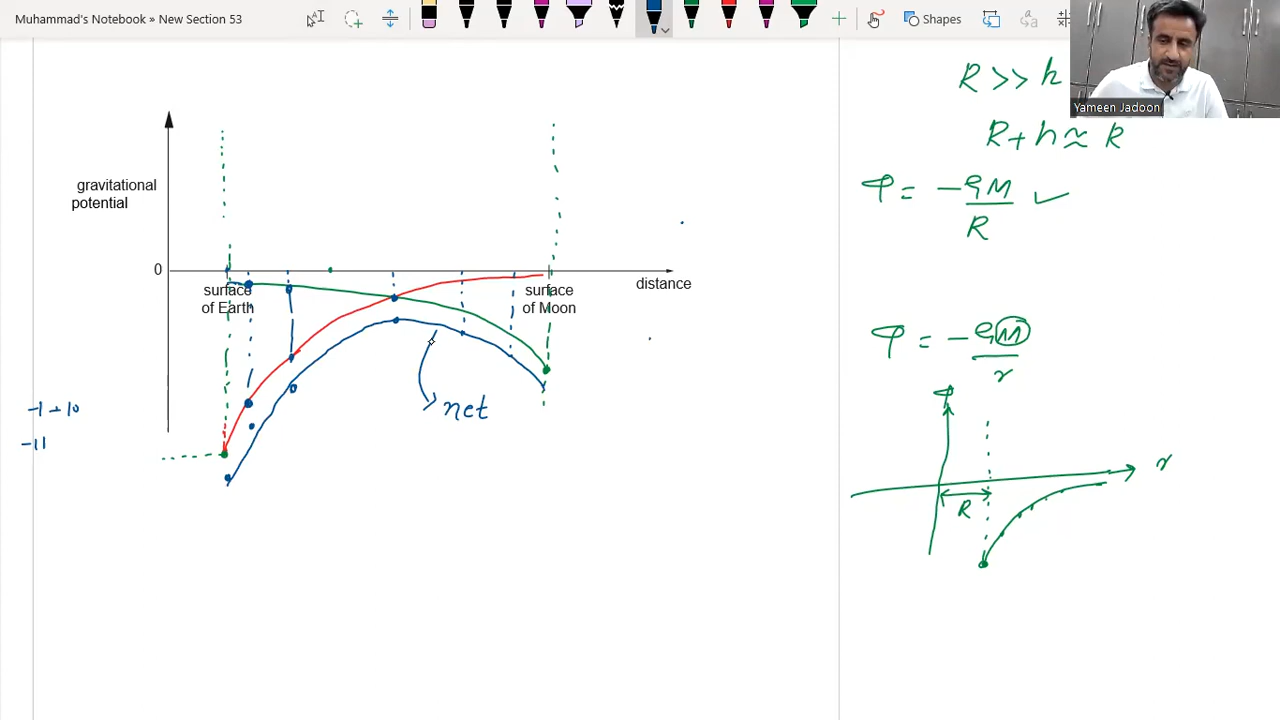 Muhammad's Notebook » New Section 53
Shapes
Yameen Jadoon
R >> h
R + h ≈ R
φ = -GM/R ✓
gravitational
potential
0
surface
of Earth
surface
of Moon
distance
φ = -GM/r
net
-1 + 10
-11
φ
r
R